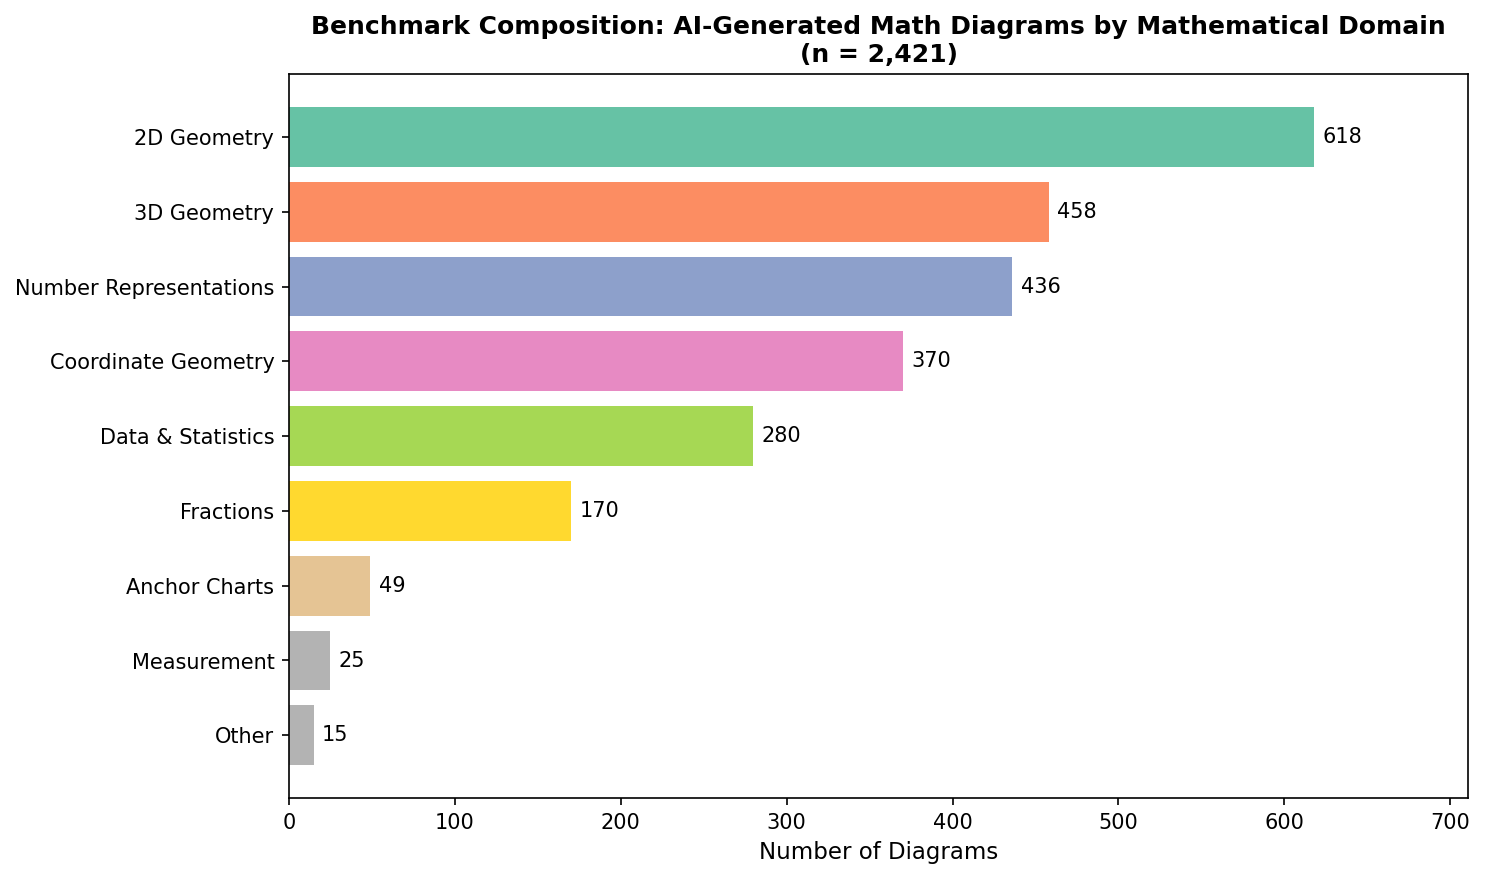 Benchmark Composition: AI-Generated Math Diagrams by Mathematical Domain
(n = 2,421)
2D Geometry 618
3D Geometry 458
Number Representations 436
Coordinate Geometry 370
Data & Statistics 280
Fractions 170
Anchor Charts 49
Measurement 25
Other 15
0 100 200 300 400 500 600 700
Number of Diagrams